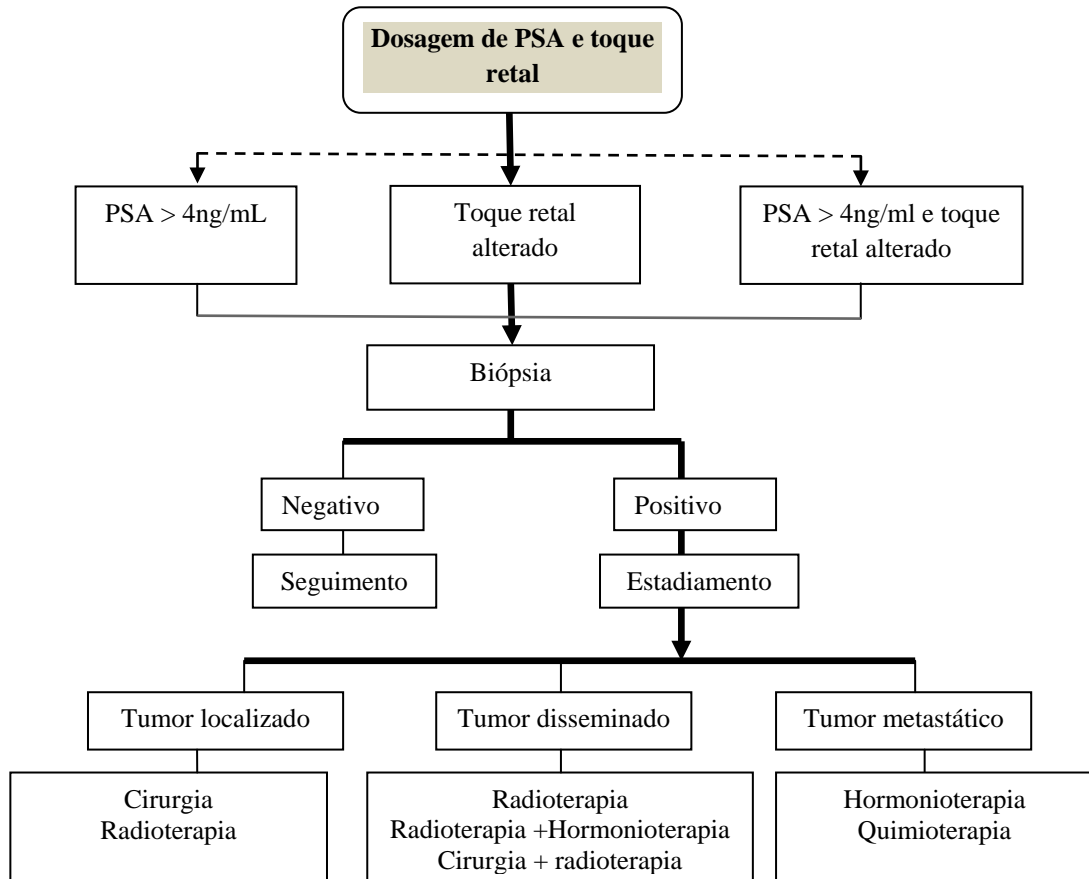 Dosagem de PSA e toque
retal
PSA > 4ng/mL
Toque retal
alterado
PSA > 4ng/ml e toque
retal alterado
Biópsia
Negativo
Positivo
Seguimento
Estadiamento
Tumor localizado
Tumor disseminado
Tumor metastático
Cirurgia
Radioterapia
Radioterapia
Radioterapia +Hormonioterapia
Cirurgia + radioterapia
Hormonioterapia
Quimioterapia